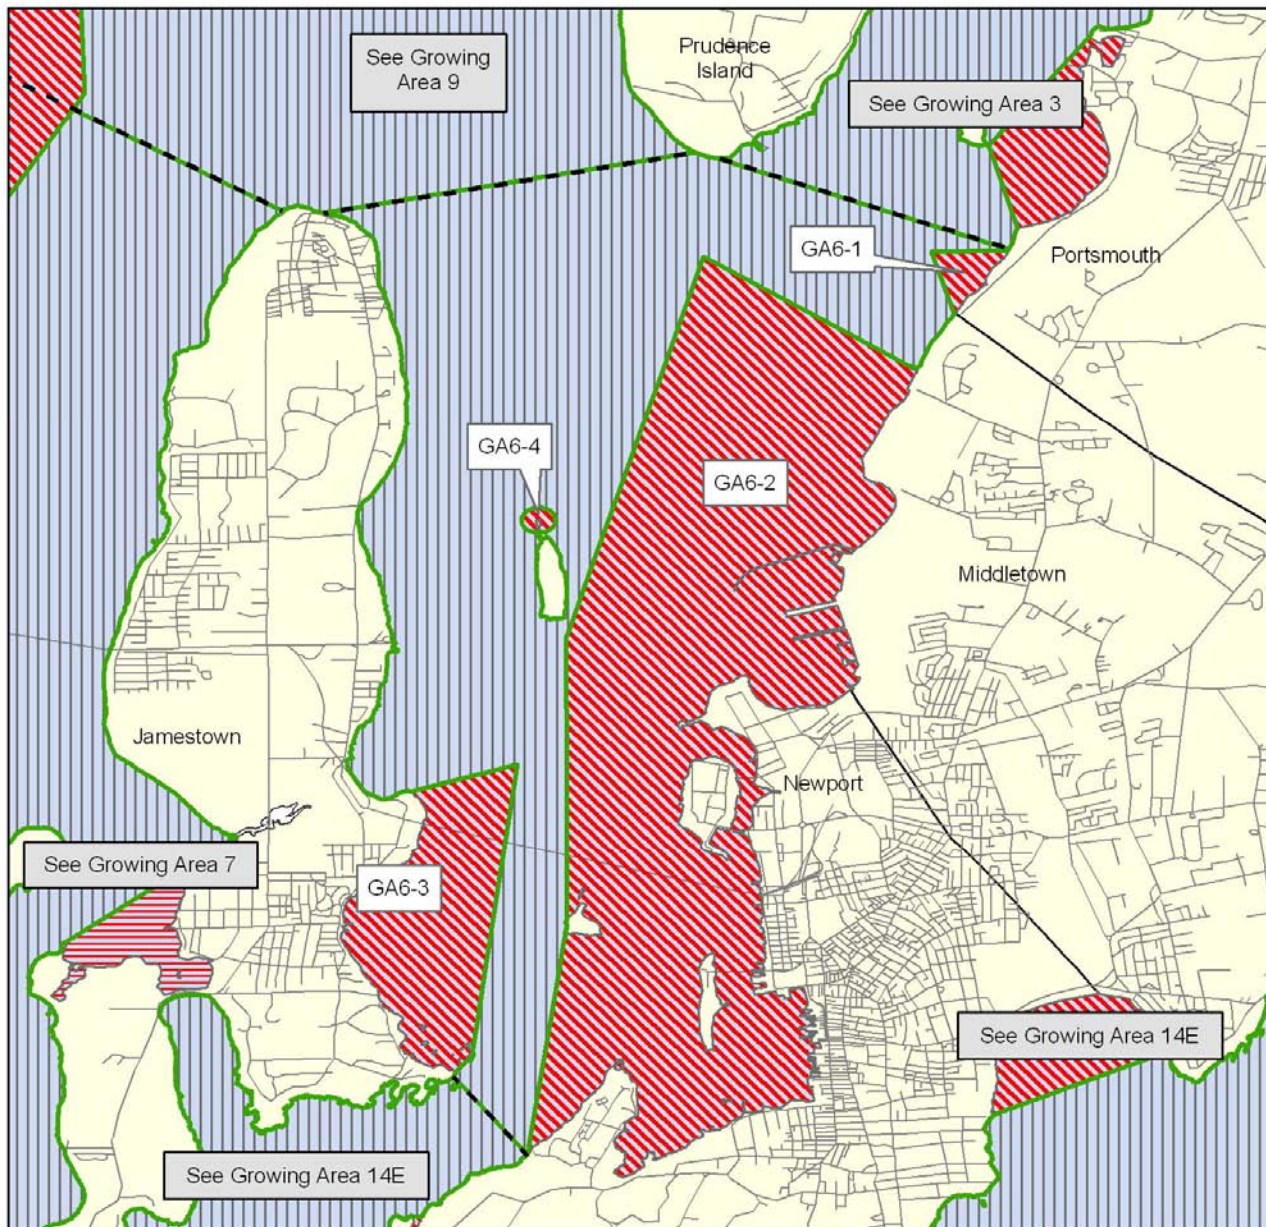 See Growing
Area 9
Prudence
Island
See Growing Area 3
GA6-1
Portsmouth
GA6-4
GA6-2
Middletown
Jamestown
Newport
See Growing Area 7
GA6-3
See Growing Area 14E
See Growing Area 14E